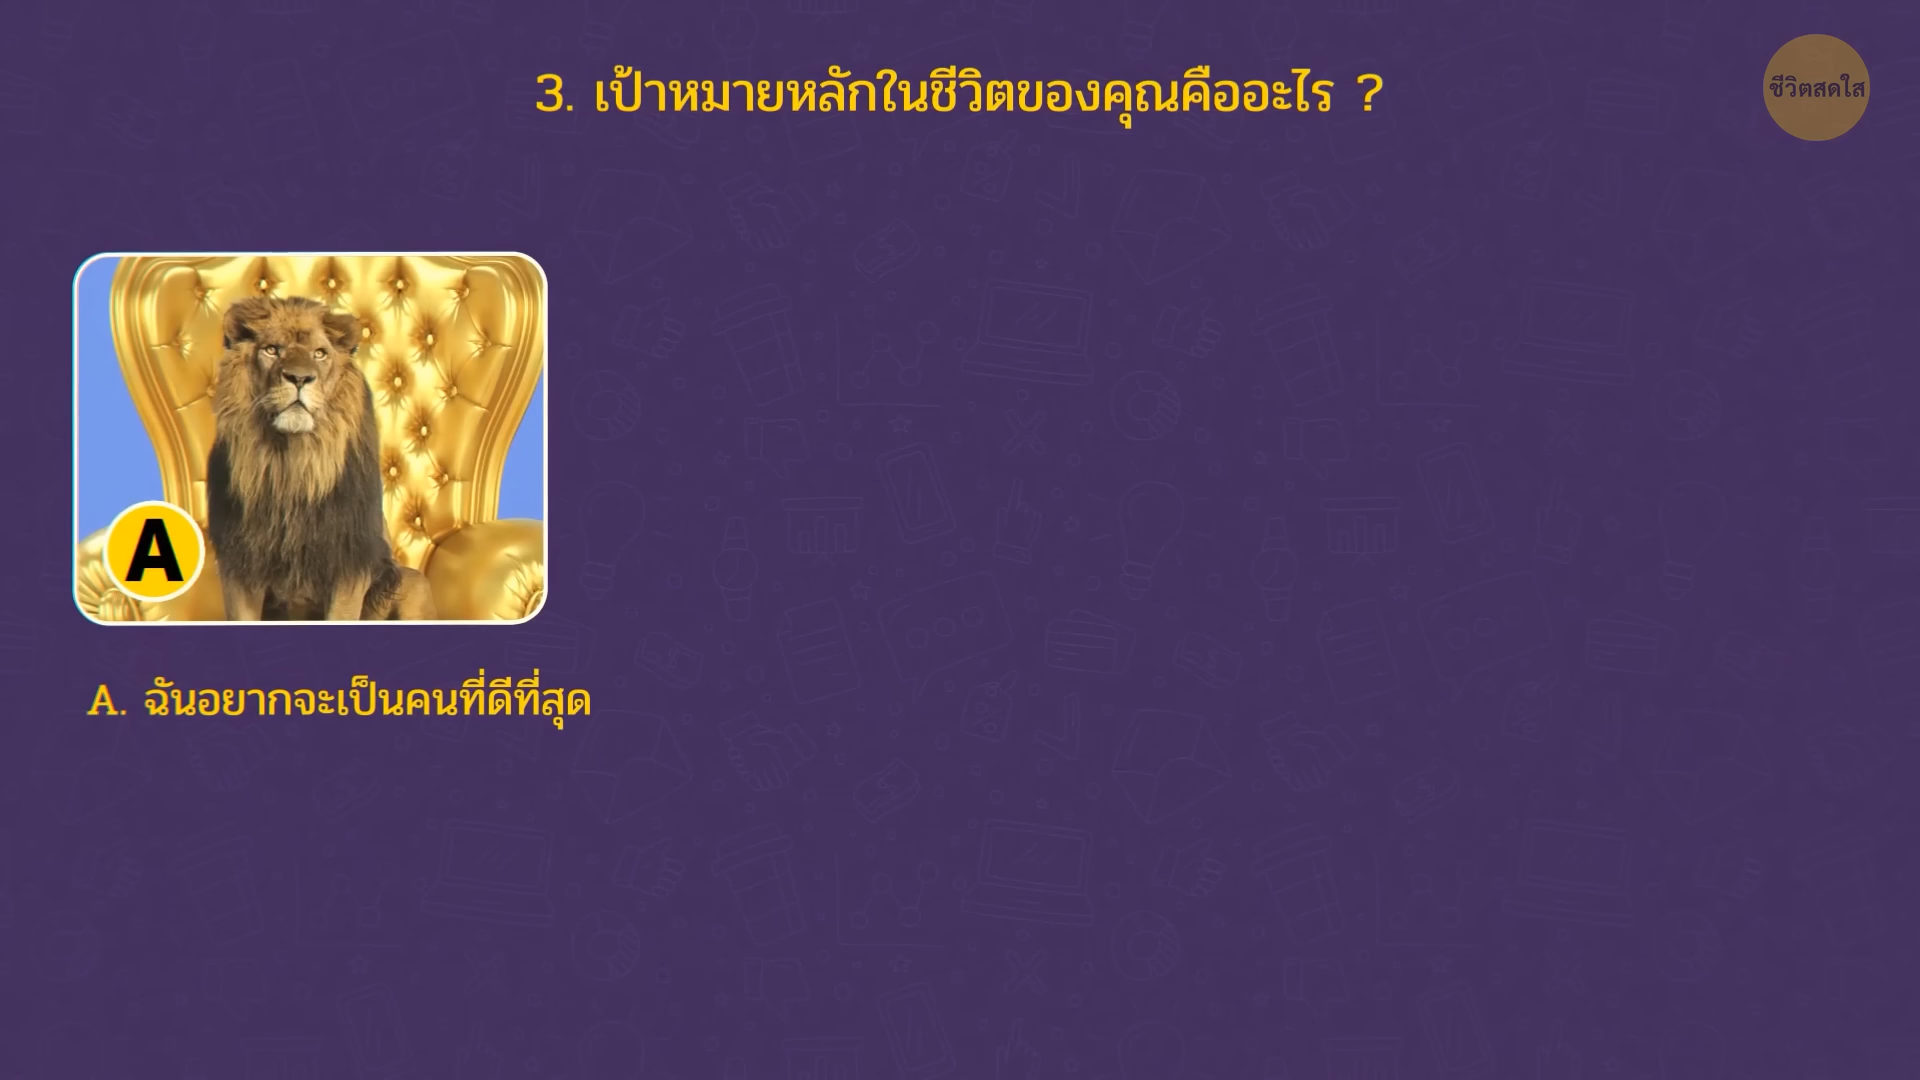 3. เป้าหมายหลักในชีวิตของคุณคืออะไร ?
ชีวิตสดใส
A
A. ฉันอยากจะเป็นคนที่ดีที่สุด